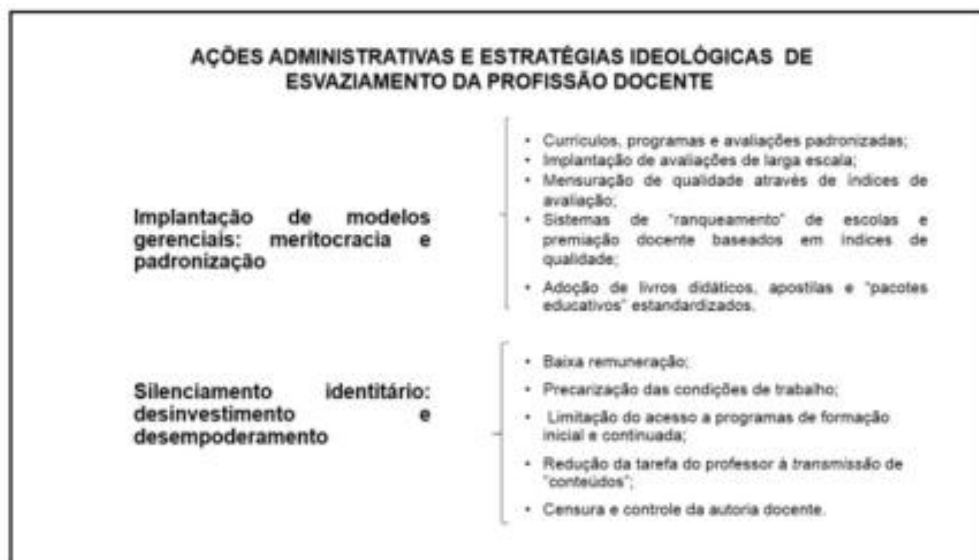 AÇÕES ADMINISTRATIVAS E ESTRATÉGIAS IDEOLÓGICAS DE
ESVAZIAMENTO DA PROFISSÃO DOCENTE
Implantação de modelos
gerenciais: meritocracia e
padronização
• Currículos, programas e avaliações padronizadas;
• Implantação de avaliações de larga escala;
• Mensuração de qualidade através de índices de
avaliação;
• Sistemas de "ranqueamento" de escolas e
premiação docente baseados em índices de
qualidade;
• Adoção de livros didáticos, apostilas e "pacotes
educativos" estandardizados.
Silenciamento identitário:
desinvestimento e
desempoderamento
• Baixa remuneração;
• Precarização das condições de trabalho;
• Limitação do acesso a programas de formação
inicial e continuada;
• Redução da tarefa do professor à transmissão de
"conteúdos";
• Censura e controle da autoria docente.